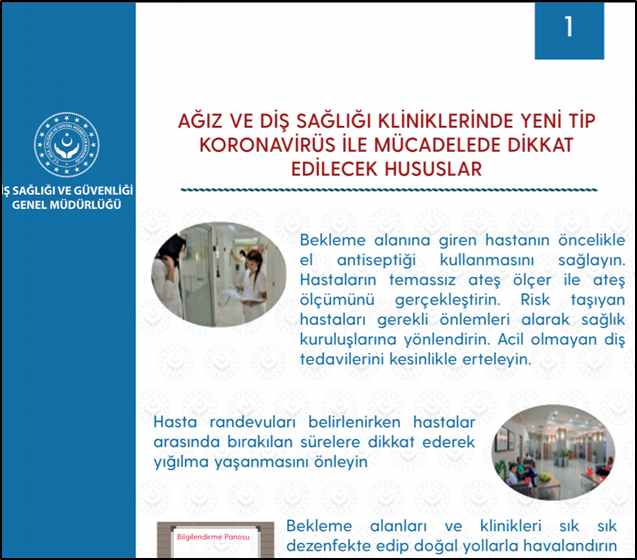 1
AĞIZ VE DİŞ SAĞLIĞI KLİNİKLERİNDE YENİ TİP
KORONAVİRÜS İLE MÜCADELEDE DİKKAT
EDİLECEK HUSUSLAR
İŞ SAĞLIĞI VE GÜVENLİĞİ
GENEL MÜDÜRLÜĞÜ
Bekleme alanına giren hastanın öncelikle
el antiseptiği kullanmasını sağlayın.
Hastaların temassız ateş ölçer ile ateş
ölçümünü gerçekleştirin. Risk taşıyan
hastaları gerekli önlemleri alarak sağlık
kuruluşlarına yönlendirin. Acil olmayan diş
tedavilerini kesinlikle erteleyin.
Hasta randevuları belirlenirken hastalar
arasında bırakılan sürelere dikkat ederek
yığılma yaşanmasını önleyin
Bilgilendirme Panosu
Bekleme alanları ve klinikleri sık sık
dezenfekte edip doğal yollarla havalandırın